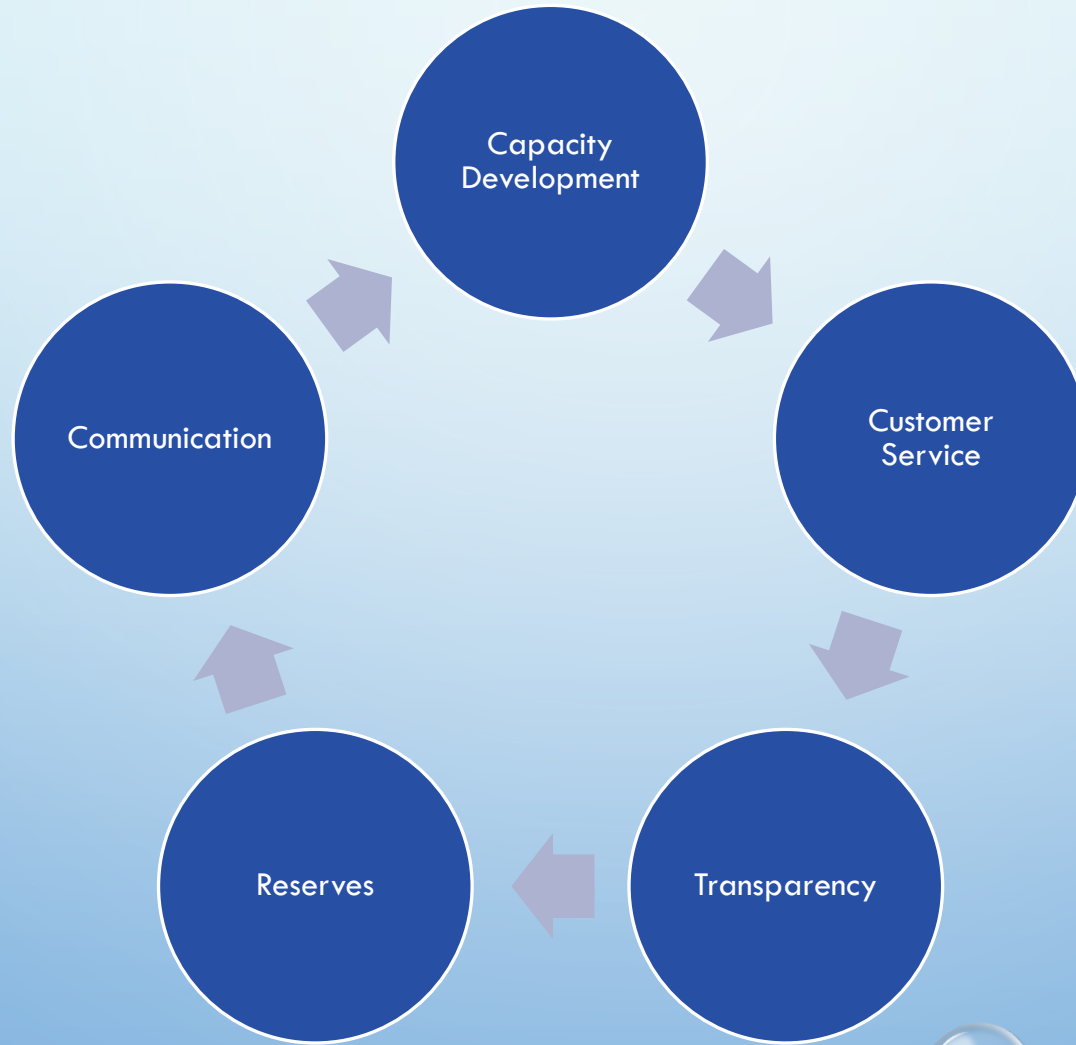 Capacity
Development
Customer
Service
Transparency
Reserves
Communication